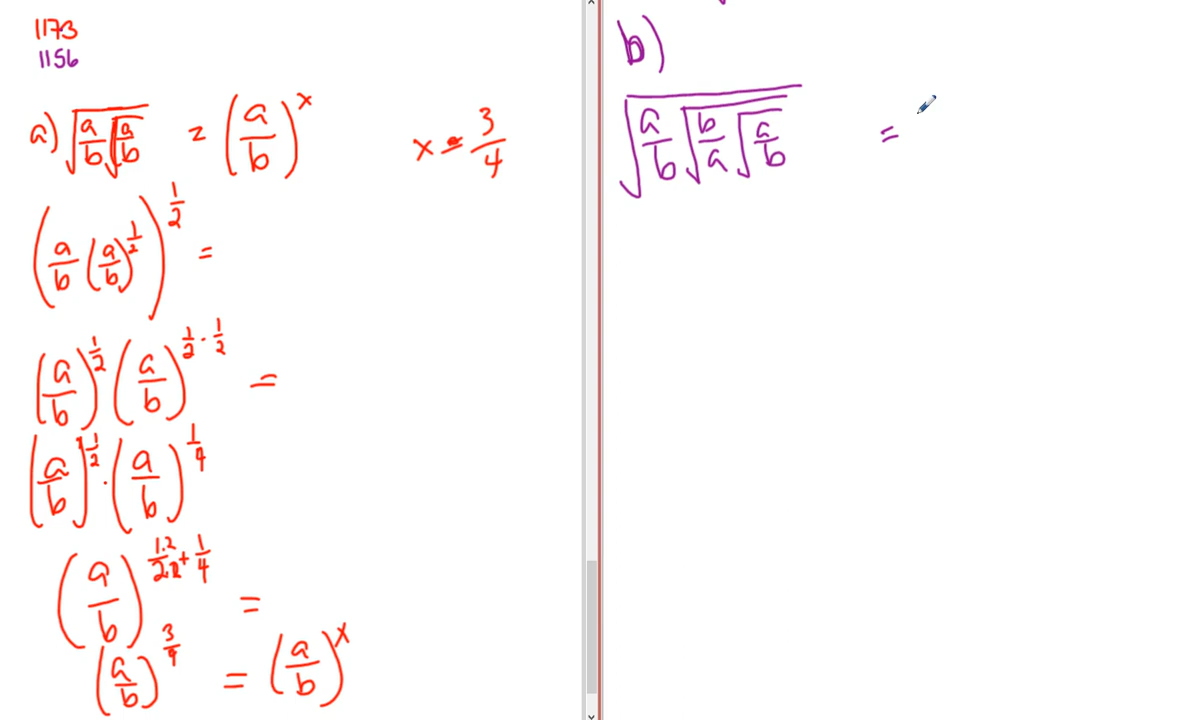 1173
1156
a) √(a/b √(a/b)) = (a/b)^x x = 3/4
(a/b (a/b)^(1/2))^(1/2) =
(a/b)^(1/2) (a/b)^(1/2 · 1/2) =
(a/b)^(1/2) · (a/b)^(1/4)
(a/b)^(1·2/2·2 + 1/4) =
(a/b)^(3/4) = (a/b)^x
b)
√(a/b √(b/a √(a/b))) =